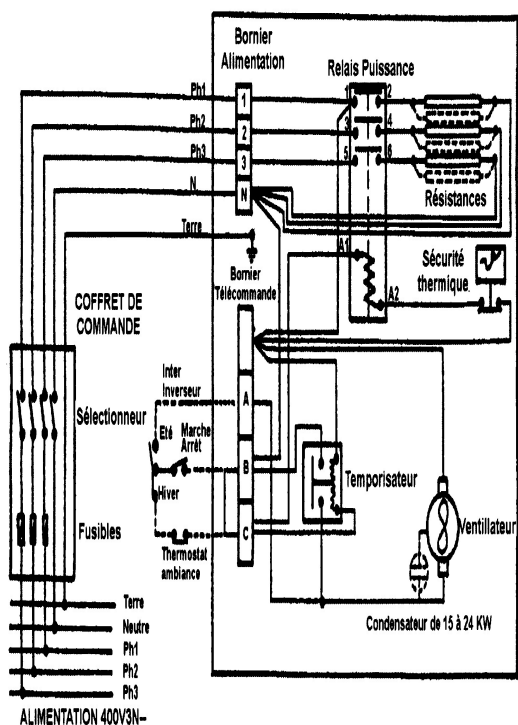 Bornier
Alimentation
Relais Puissance
Ph1
1
1
2
Ph2
2
3
4
Ph3
3
5
6
N
N
Résistances
Terre
A1
Sécurité
thermique
Bornier
Télécommande
A2
COFFRET DE
COMMANDE
Inter
Inverseur
A
Sélectionneur
Eté
Marche
Arrêt
B
Temporisateur
Hiver
Ventillateur
Fusibles
C
Thermostat
ambiance
Terre
Condensateur de 15 à 24 KW
Neutre
Ph1
Ph2
Ph3
ALIMENTATION 400V3N~